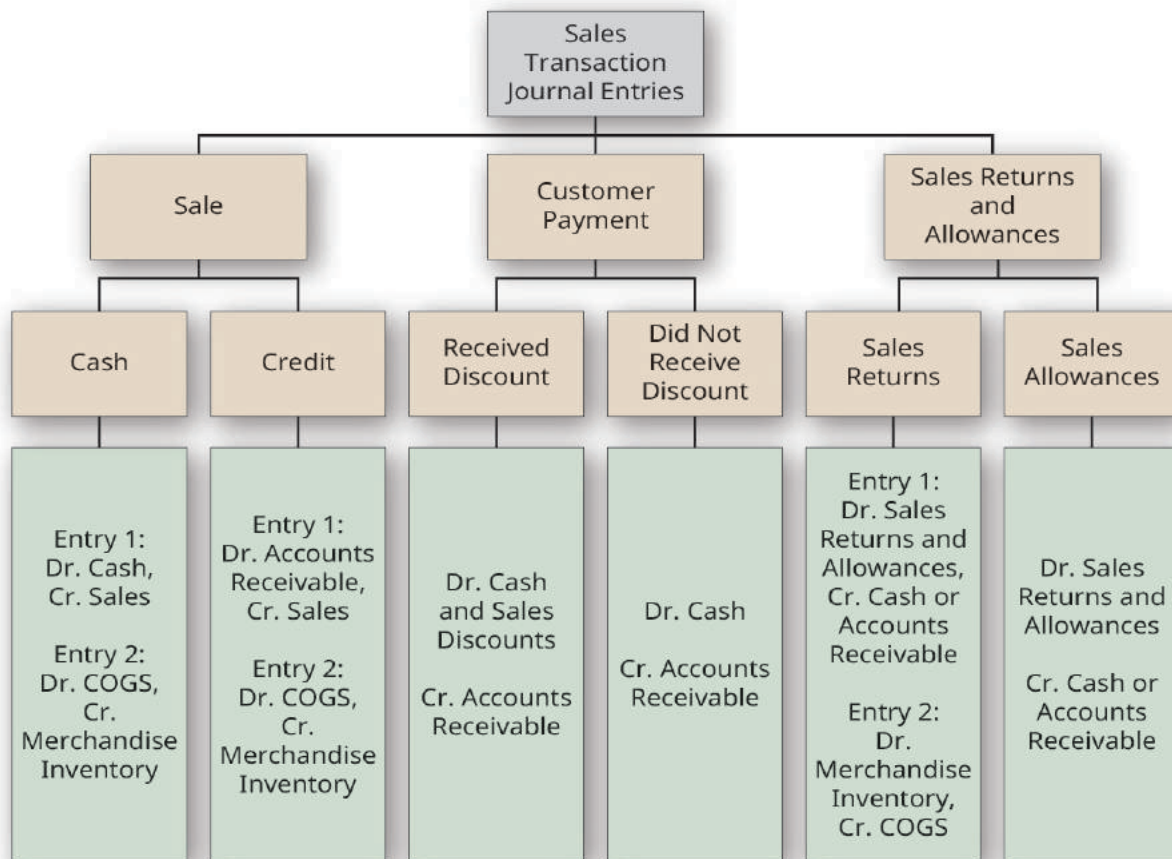 Sales
Transaction
Journal Entries
Sale
Customer
Payment
Sales Returns
and
Allowances
Cash
Credit
Received
Discount
Did Not
Receive
Discount
Sales
Returns
Sales
Allowances
Entry 1:
Dr. Cash,
Cr. Sales
Entry 2:
Dr. COGS,
Cr.
Merchandise
Inventory
Entry 1:
Dr. Accounts
Receivable,
Cr. Sales
Entry 2:
Dr. COGS,
Cr.
Merchandise
Inventory
Dr. Cash
and Sales
Discounts
Cr. Accounts
Receivable
Dr. Cash
Cr. Accounts
Receivable
Entry 1:
Dr. Sales
Returns and
Allowances,
Cr. Cash or
Accounts
Receivable
Entry 2:
Dr.
Merchandise
Inventory,
Cr. COGS
Dr. Sales
Returns and
Allowances
Cr. Cash or
Accounts
Receivable